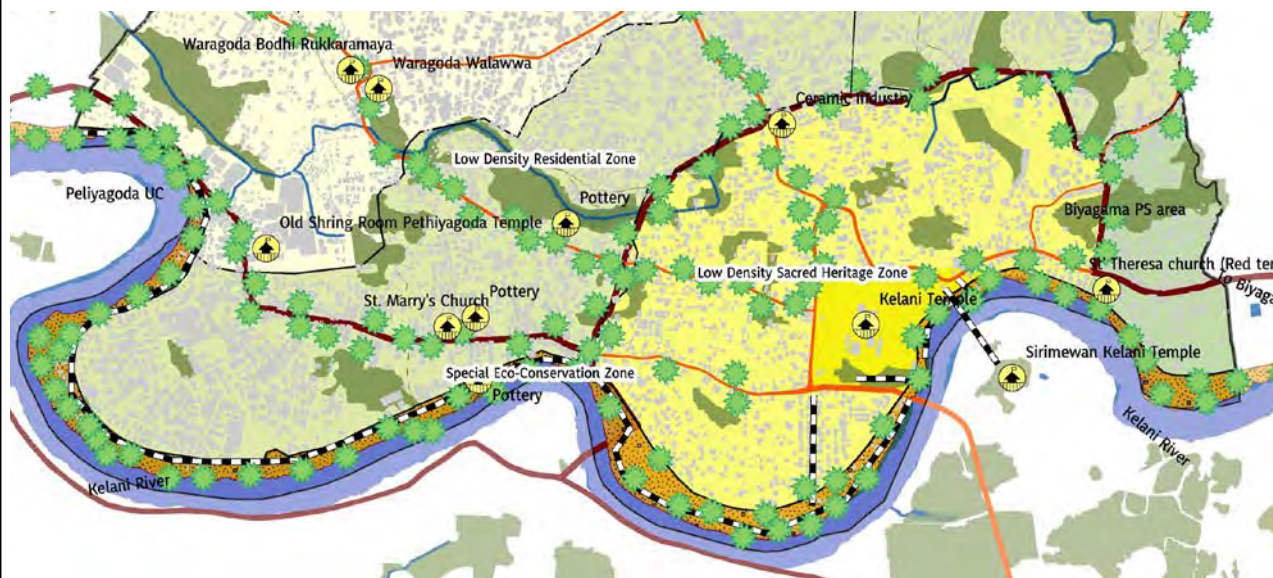 Waragoda Bodhi Rukkaramaya
Waragoda Walawwa
Ceramic Industry
Low Density Residential Zone
Peliyagoda UC
Pottery
Old Shring Room Pethiyagoda Temple
Biyagama PS area
Low Density Sacred Heritage Zone
St Theresa church (Red
Kelani Temple
St. Marry's Church
Pottery
Sirimewan Kelani Temple
Special Eco-Conservation Zone
Pottery
Kelani River
Kelani River